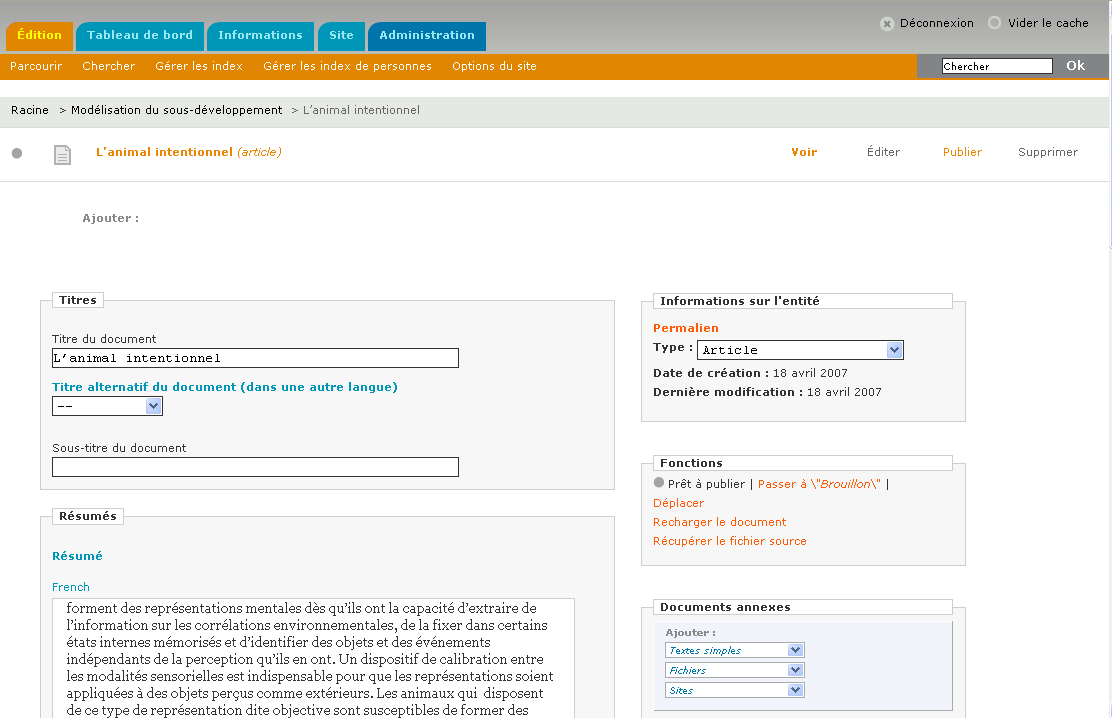 Déconnexion Vider le cache
Édition Tableau de bord Informations Site Administration
Parcourir Chercher Gérer les index Gérer les index de personnes Options du site Chercher Ok
Racine > Modélisation du sous-développement > L'animal intentionnel
L'animal intentionnel (article) Voir Éditer Publier Supprimer
Ajouter :
Titres
Titre du document
L'animal intentionnel
Titre alternatif du document (dans une autre langue)
--
Sous-titre du document
Résumés
Résumé
French
forment des représentations mentales dès qu'ils ont la capacité d'extraire de
l'information sur les corrélations environnementales, de la fixer dans certains
états internes mémorisés et d'identifier des objets et des événements
indépendants de la perception qu'ils en ont. Un dispositif de calibration entre
les modalités sensorielles est indispensable pour que les représentations soient
appliquées à des objets perçus comme extérieurs. Les animaux qui disposent
de ce type de représentation dite objective sont susceptibles de former des
Informations sur l'entité
Permalien
Type : Article
Date de création : 18 avril 2007
Dernière modification : 18 avril 2007
Fonctions
Prêt à publier | Passer à \"Brouillon\" |
Déplacer
Recharger le document
Récupérer le fichier source
Documents annexes
Ajouter :
Textes simples
Fichiers
Sites